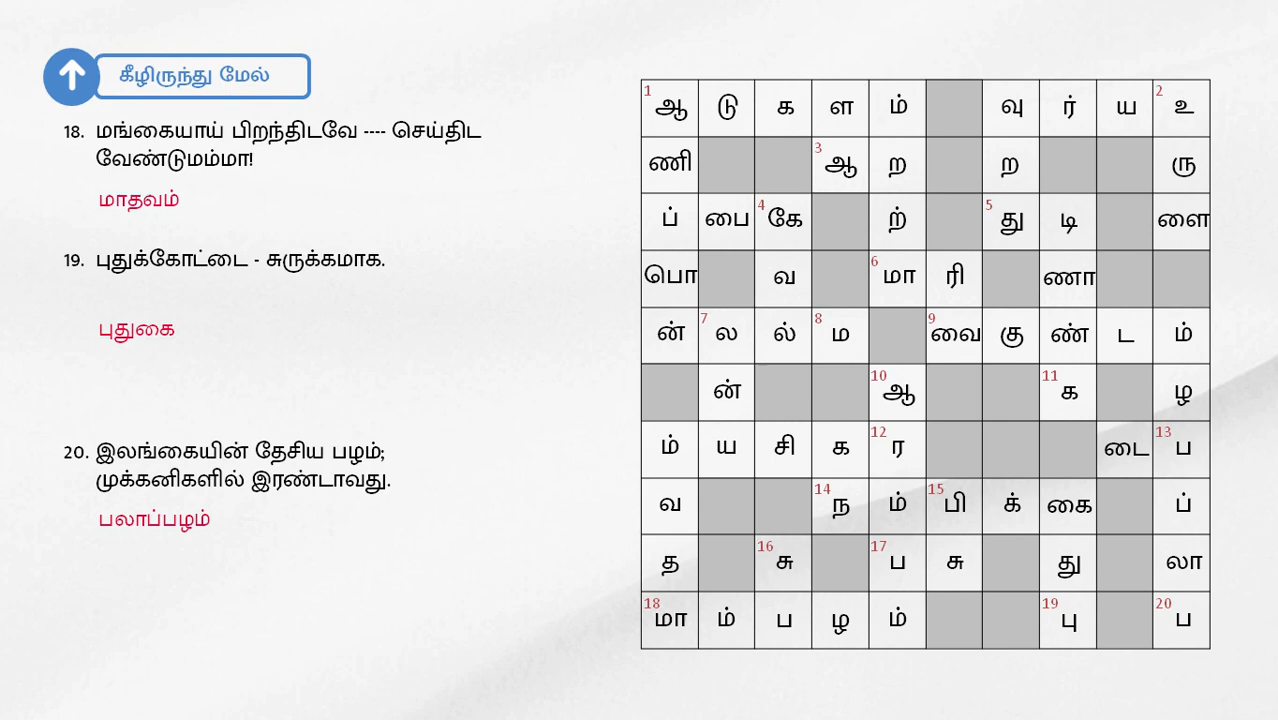 கீழிருந்து மேல்
18. மங்கையாய் பிறந்திடவே ---- செய்திட
வேண்டுமம்மா!
மாதவம்
19. புதுக்கோட்டை - சுருக்கமாக.
புதுகை
20. இலங்கையின் தேசிய பழம்;
முக்கனிகளில் இரண்டாவது.
பலாப்பழம்
1 ஆ டு க ள ம் வு ர் ய 2 உ
ணி 3 ஆ ற ற ரு
ப் பை 4 கே ற் 5 து டி ளை
பொ வ 6 மா ரி ணா
ன் 7 ல ல் 8 ம 9 வை கு ண் ட ம்
ன் 10 ஆ 11 க ழ
ம் ய சி க 12 ர டை 13 ப
வ 14 ந ம் 15 பி க் கை ப்
த 16 சு 17 ப சு து லா
18 மா ம் ப ழ ம் 19 பு 20 ப